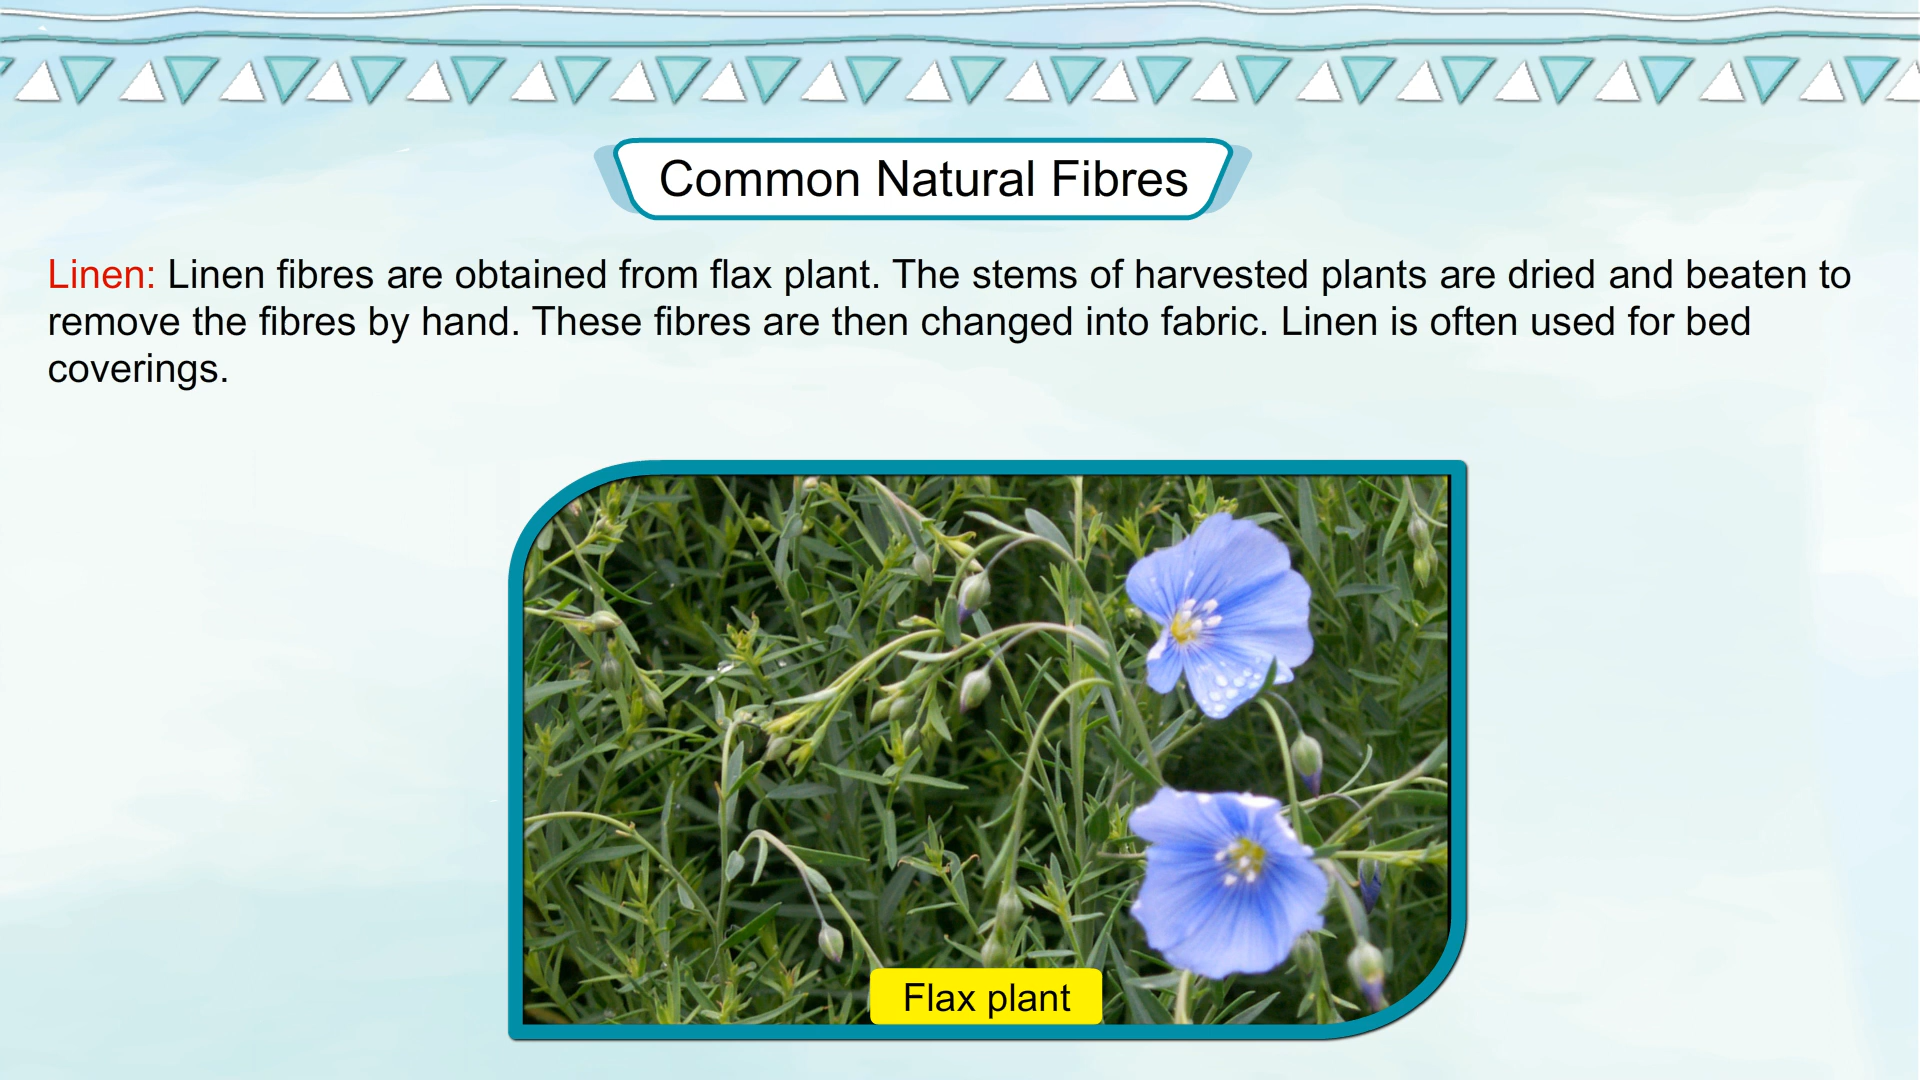 Common Natural Fibres
Linen: Linen fibres are obtained from flax plant. The stems of harvested plants are dried and beaten to
remove the fibres by hand. These fibres are then changed into fabric. Linen is often used for bed
coverings.
Flax plant